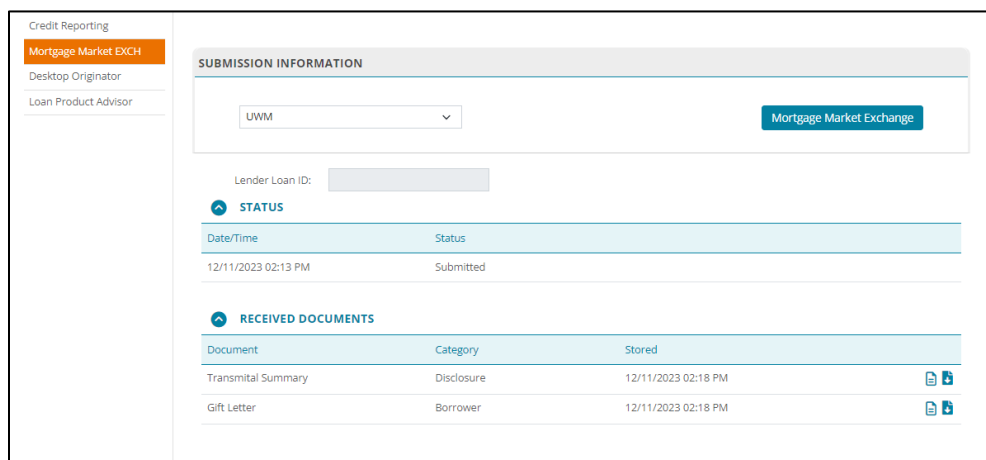 Credit Reporting
Mortgage Market EXCH
Desktop Originator
Loan Product Advisor
SUBMISSION INFORMATION
UWM
Mortgage Market Exchange
Lender Loan ID:
STATUS
Date/Time Status
12/11/2023 02:13 PM Submitted
RECEIVED DOCUMENTS
Document Category Stored
Transmital Summary Disclosure 12/11/2023 02:18 PM
Gift Letter Borrower 12/11/2023 02:18 PM